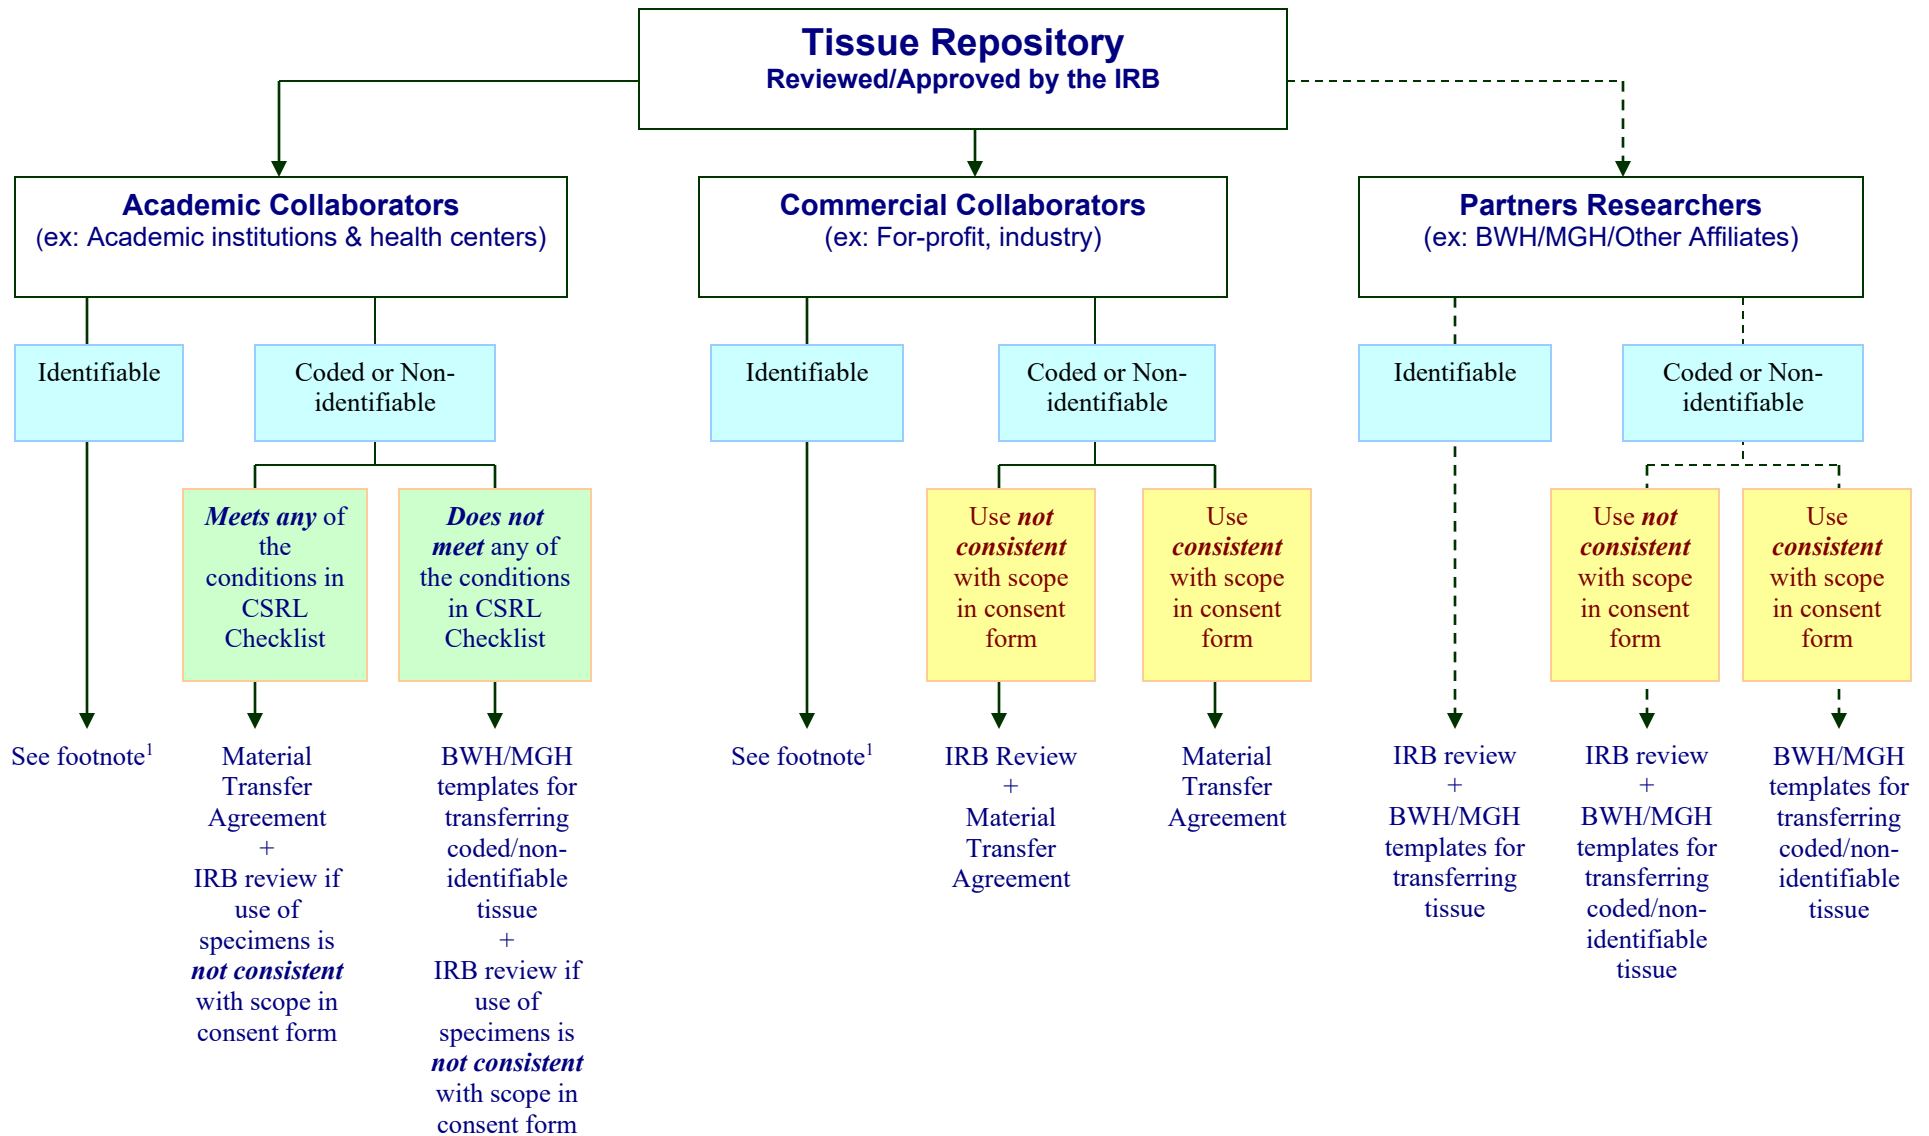 Tissue Repository
Reviewed/Approved by the IRB
Academic Collaborators
(ex: Academic institutions & health centers)
Commercial Collaborators
(ex: For-profit, industry)
Partners Researchers
(ex: BWH/MGH/Other Affiliates)
Identifiable
Coded or Non-
identifiable
Identifiable
Coded or Non-
identifiable
Identifiable
Coded or Non-
identifiable
Meets any of
the
conditions in
CSRL
Checklist
Does not
meet any of
the conditions
in CSRL
Checklist
Use not
consistent
with scope
in consent
form
Use
consistent
with scope
in consent
form
Use not
consistent
with scope
in consent
form
Use
consistent
with scope
in consent
form
See footnote1
Material
Transfer
Agreement
+
IRB review if
use of
specimens is
not consistent
with scope in
consent form
BWH/MGH
templates for
transferring
coded/non-
identifiable
tissue
+
IRB review if
use of
specimens is
not consistent
with scope in
consent form
See footnote1
IRB Review
+
Material
Transfer
Agreement
Material
Transfer
Agreement
IRB review
+
BWH/MGH
templates for
transferring
tissue
IRB review
+
BWH/MGH
templates for
transferring
coded/non-
identifiable
tissue
BWH/MGH
templates for
transferring
coded/non-
identifiable
tissue